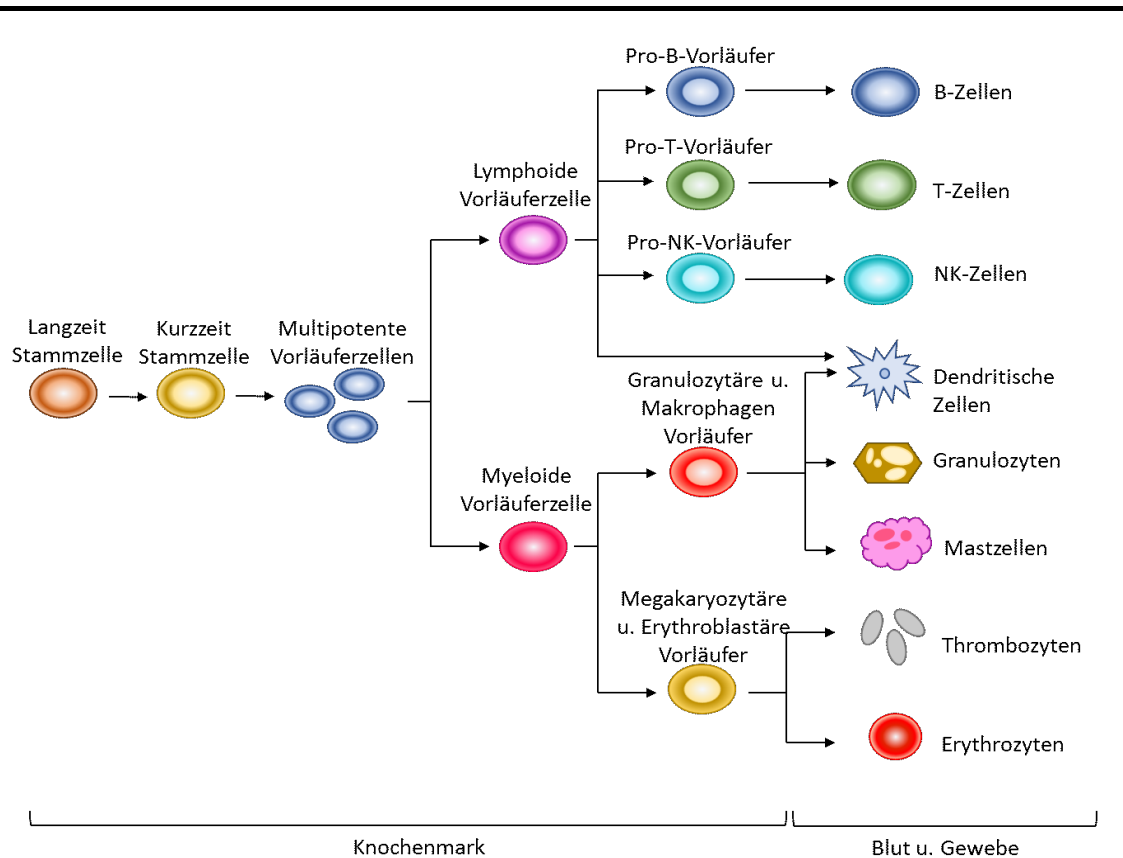 Pro-B-Vorläufer
B-Zellen
Pro-T-Vorläufer
T-Zellen
Lymphoide
Vorläuferzelle
Pro-NK-Vorläufer
NK-Zellen
Langzeit
Stammzelle
Kurzzeit
Stammzelle
Multipotente
Vorläuferzellen
Granulozytäre u.
Makrophagen
Vorläufer
Dendritische
Zellen
Granulozyten
Myeloide
Vorläuferzelle
Mastzellen
Megakaryozytäre
u. Erythroblastäre
Vorläufer
Thrombozyten
Erythrozyten
Knochenmark
Blut u. Gewebe